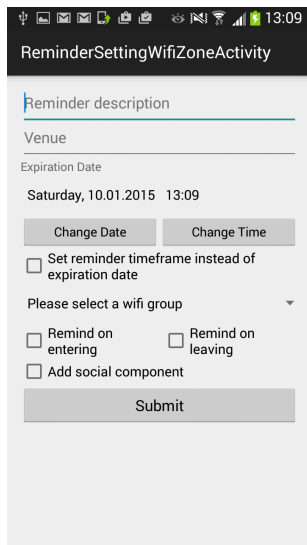 13:09
ReminderSettingWifiZoneActivity
Reminder description
Venue
Expiration Date
Saturday, 10.01.2015 13:09
Change Date Change Time
Set reminder timeframe instead of
expiration date
Please select a wifi group
Remind on
entering
Remind on
leaving
Add social component
Submit